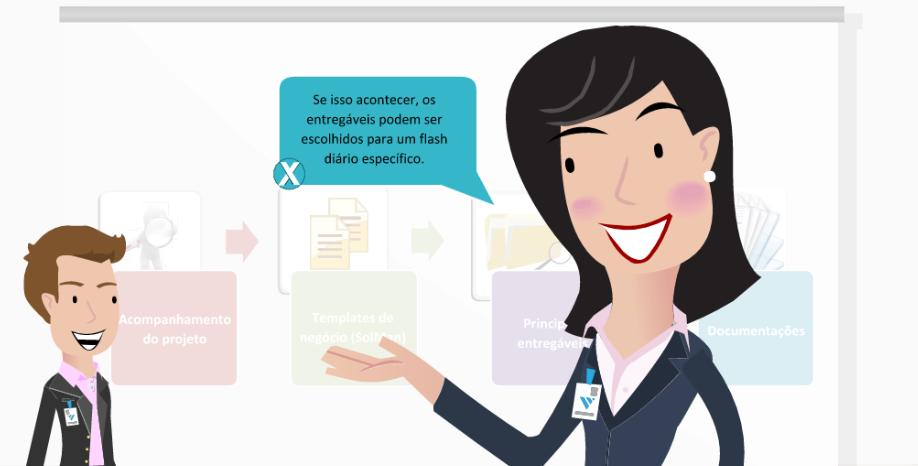 Se isso acontecer, os
entregáveis podem ser
escolhidos para um flash
diário específico.
X
Acompanhamento
do projeto
Templates de
negócio (SolMan)
entregáveis
Documentações